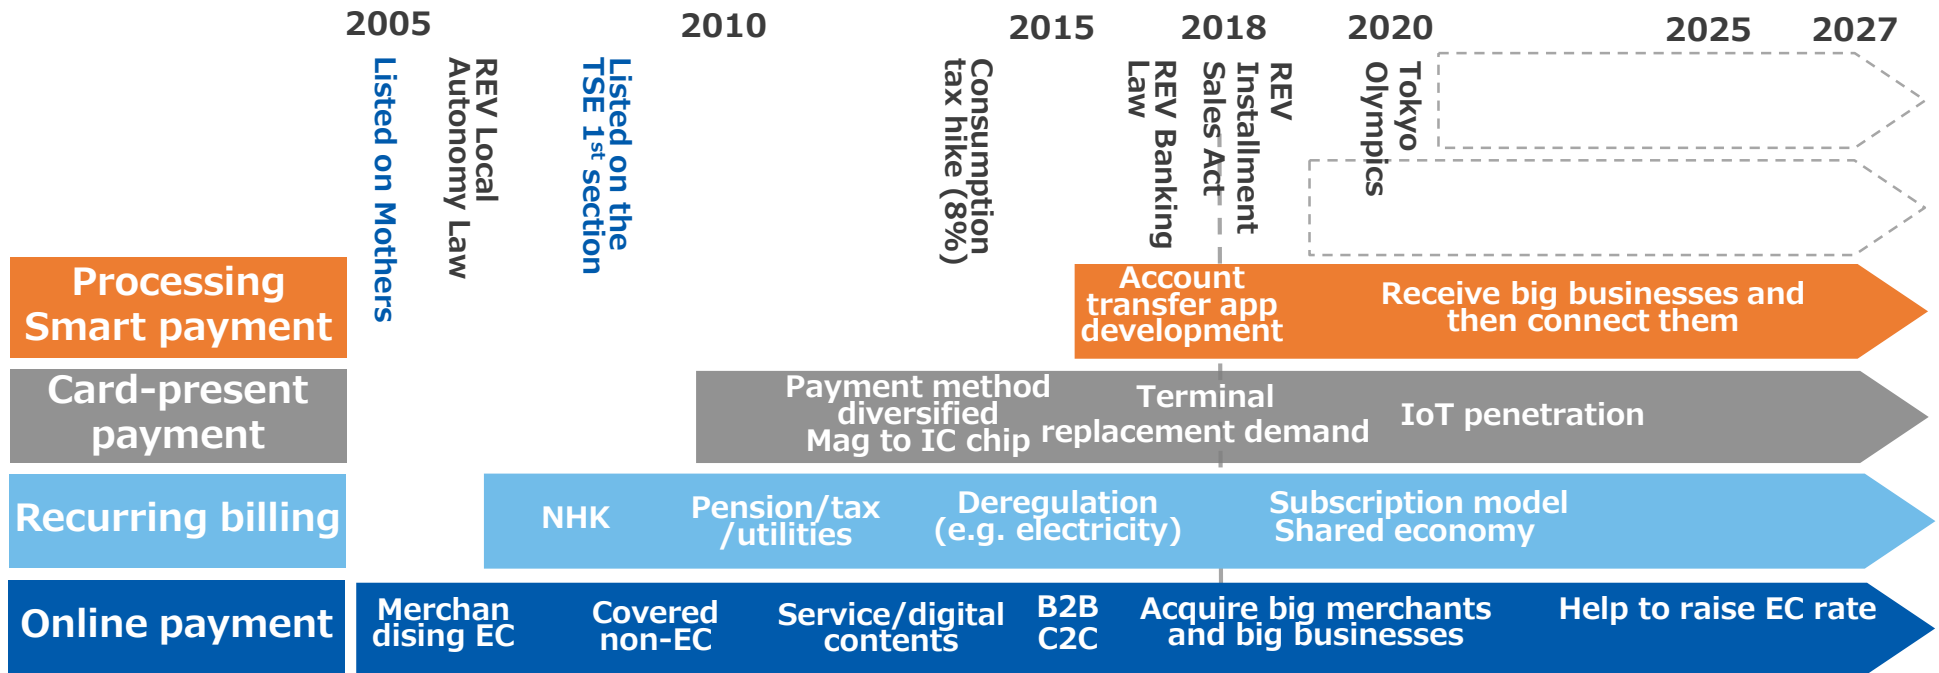 2005
2010
2015
2018
2020
2025
2027
Listed on Mothers
REV Local
Autonomy Law
Listed on the
TSE 1st section
Consumption
tax hike (8%)
REV Banking
Law
REV
Installment
Sales Act
Tokyo
Olympics
Processing
Smart payment
Account
transfer app
development
Receive big businesses and
then connect them
Card-present
payment
Payment method
diversified
Mag to IC chip
Terminal
replacement demand
IoT penetration
Recurring billing
NHK
Pension/tax
/utilities
Deregulation
(e.g. electricity)
Subscription model
Shared economy
Online payment
Merchan
dising EC
Covered
non-EC
Service/digital
contents
B2B
C2C
Acquire big merchants
and big businesses
Help to raise EC rate